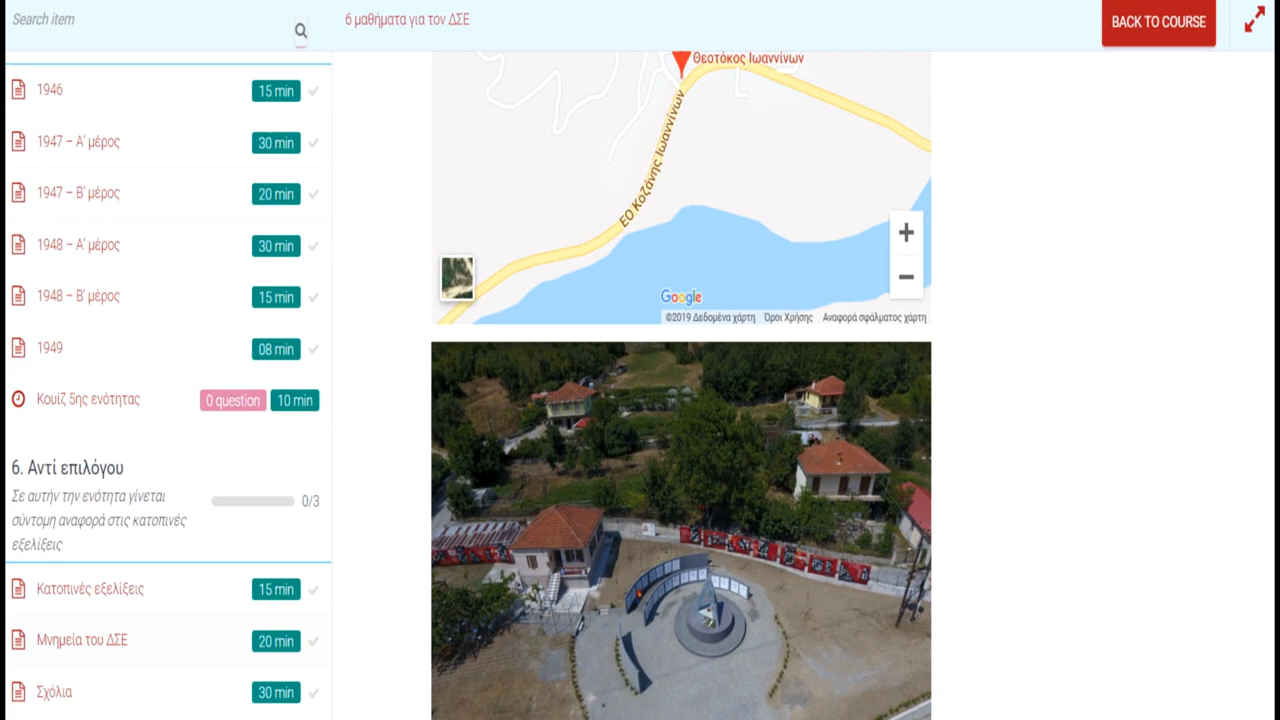 Search item
6 μαθήματα για τον ΔΣΕ
BACK TO COURSE
1946
15 min
1947 – Α' μέρος
30 min
1947 – Β' μέρος
20 min
1948 – Α' μέρος
30 min
1948 – Β' μέρος
15 min
1949
08 min
Κουίζ 5ης ενότητας
0 question
10 min
6. Αντί επιλόγου
Σε αυτήν την ενότητα γίνεται
σύντομη αναφορά στις κατοπινές
εξελίξεις
0/3
Κατοπινές εξελίξεις
15 min
Μνημεία του ΔΣΕ
20 min
Σχόλια
30 min
Θεοτόκος Ιωαννίνων
ΕΟ Κοζάνης Ιωαννίνων
+
−
Google
©2019 Δεδομένα χάρτη
Όροι Χρήσης
Αναφορά σφάλματος χάρτη